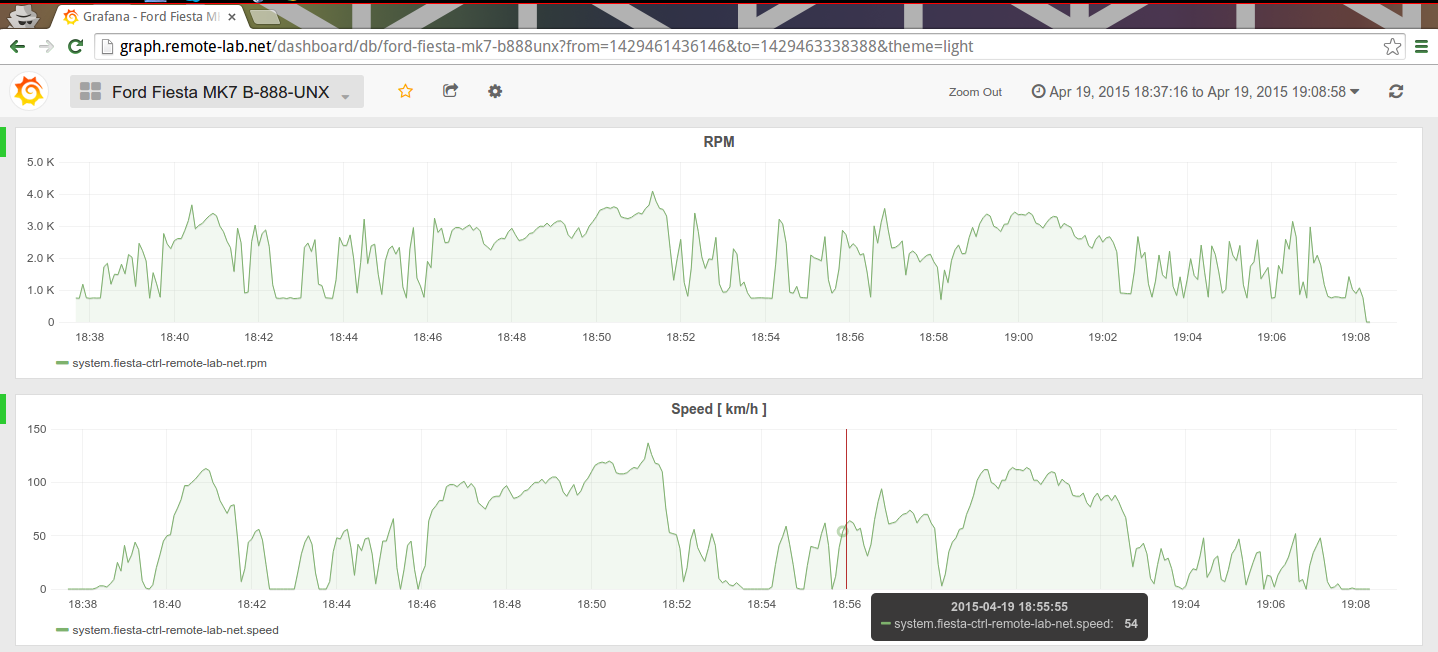 Grafana - Ford Fiesta M
graph.remote-lab.net/dashboard/db/ford-fiesta-mk7-b888unx?from=1429461436146&to=1429463338388&theme=light
Ford Fiesta MK7 B-888-UNX
Zoom Out
Apr 19, 2015 18:37:16 to Apr 19, 2015 19:08:58
RPM
5.0 K
4.0 K
3.0 K
2.0 K
1.0 K
0
18:38 18:40 18:42 18:44 18:46 18:48 18:50 18:52 18:54 18:56 18:58 19:00 19:02 19:04 19:06 19:08
system.fiesta-ctrl-remote-lab-net.rpm
Speed [ km/h ]
150
100
50
0
18:38 18:40 18:42 18:44 18:46 18:48 18:50 18:52 18:54 18:56 19:04 19:06 19:08
2015-04-19 18:55:55
system.fiesta-ctrl-remote-lab-net.speed: 54
system.fiesta-ctrl-remote-lab-net.speed